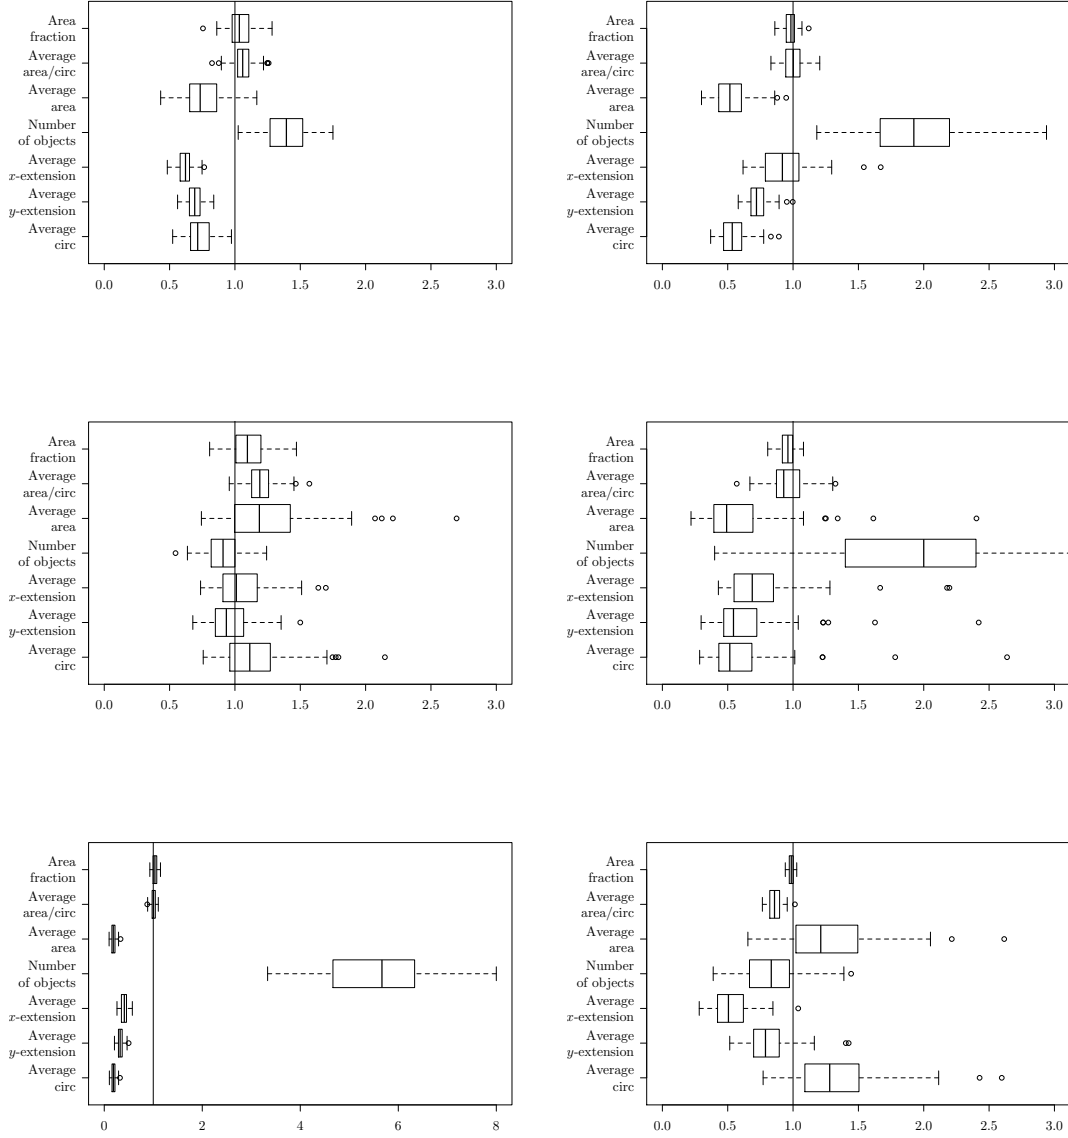 Area
fraction
Average
area/circ
Average
area
Number
of objects
Average
x-extension
Average
y-extension
Average
circ
0.0 0.5 1.0 1.5 2.0 2.5 3.0
Area
fraction
Average
area/circ
Average
area
Number
of objects
Average
x-extension
Average
y-extension
Average
circ
0.0 0.5 1.0 1.5 2.0 2.5 3.0
Area
fraction
Average
area/circ
Average
area
Number
of objects
Average
x-extension
Average
y-extension
Average
circ
0.0 0.5 1.0 1.5 2.0 2.5 3.0
Area
fraction
Average
area/circ
Average
area
Number
of objects
Average
x-extension
Average
y-extension
Average
circ
0.0 0.5 1.0 1.5 2.0 2.5 3.0
Area
fraction
Average
area/circ
Average
area
Number
of objects
Average
x-extension
Average
y-extension
Average
circ
0 2 4 6 8
Area
fraction
Average
area/circ
Average
area
Number
of objects
Average
x-extension
Average
y-extension
Average
circ
0.0 0.5 1.0 1.5 2.0 2.5 3.0